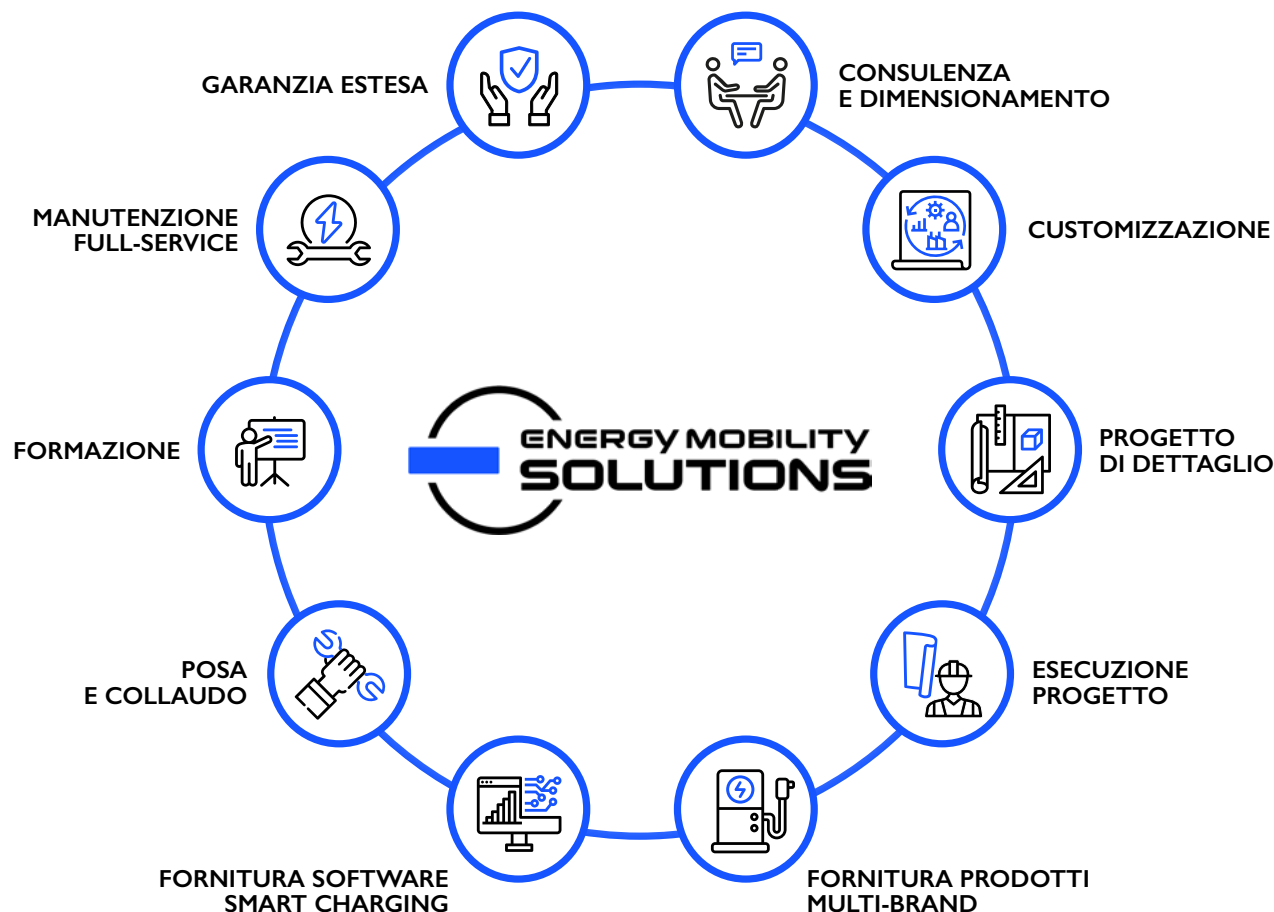 GARANZIA ESTESA
CONSULENZA
E DIMENSIONAMENTO
MANUTENZIONE
FULL-SERVICE
CUSTOMIZZAZIONE
FORMAZIONE
ENERGY MOBILITY
SOLUTIONS
PROGETTO
DI DETTAGLIO
POSA
E COLLAUDO
ESECUZIONE
PROGETTO
FORNITURA SOFTWARE
SMART CHARGING
FORNITURA PRODOTTI
MULTI-BRAND